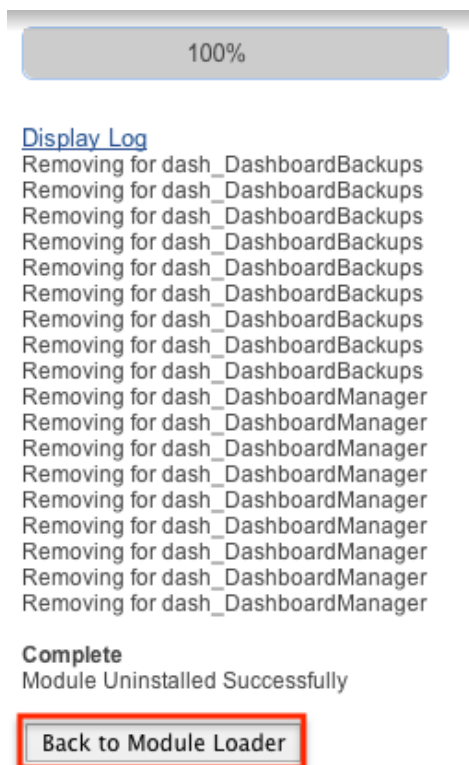 100%
Display Log
Removing for dash_DashboardBackups
Removing for dash_DashboardBackups
Removing for dash_DashboardBackups
Removing for dash_DashboardBackups
Removing for dash_DashboardBackups
Removing for dash_DashboardBackups
Removing for dash_DashboardBackups
Removing for dash_DashboardBackups
Removing for dash_DashboardBackups
Removing for dash_DashboardManager
Removing for dash_DashboardManager
Removing for dash_DashboardManager
Removing for dash_DashboardManager
Removing for dash_DashboardManager
Removing for dash_DashboardManager
Removing for dash_DashboardManager
Removing for dash_DashboardManager
Removing for dash_DashboardManager
Complete
Module Uninstalled Successfully
Back to Module Loader